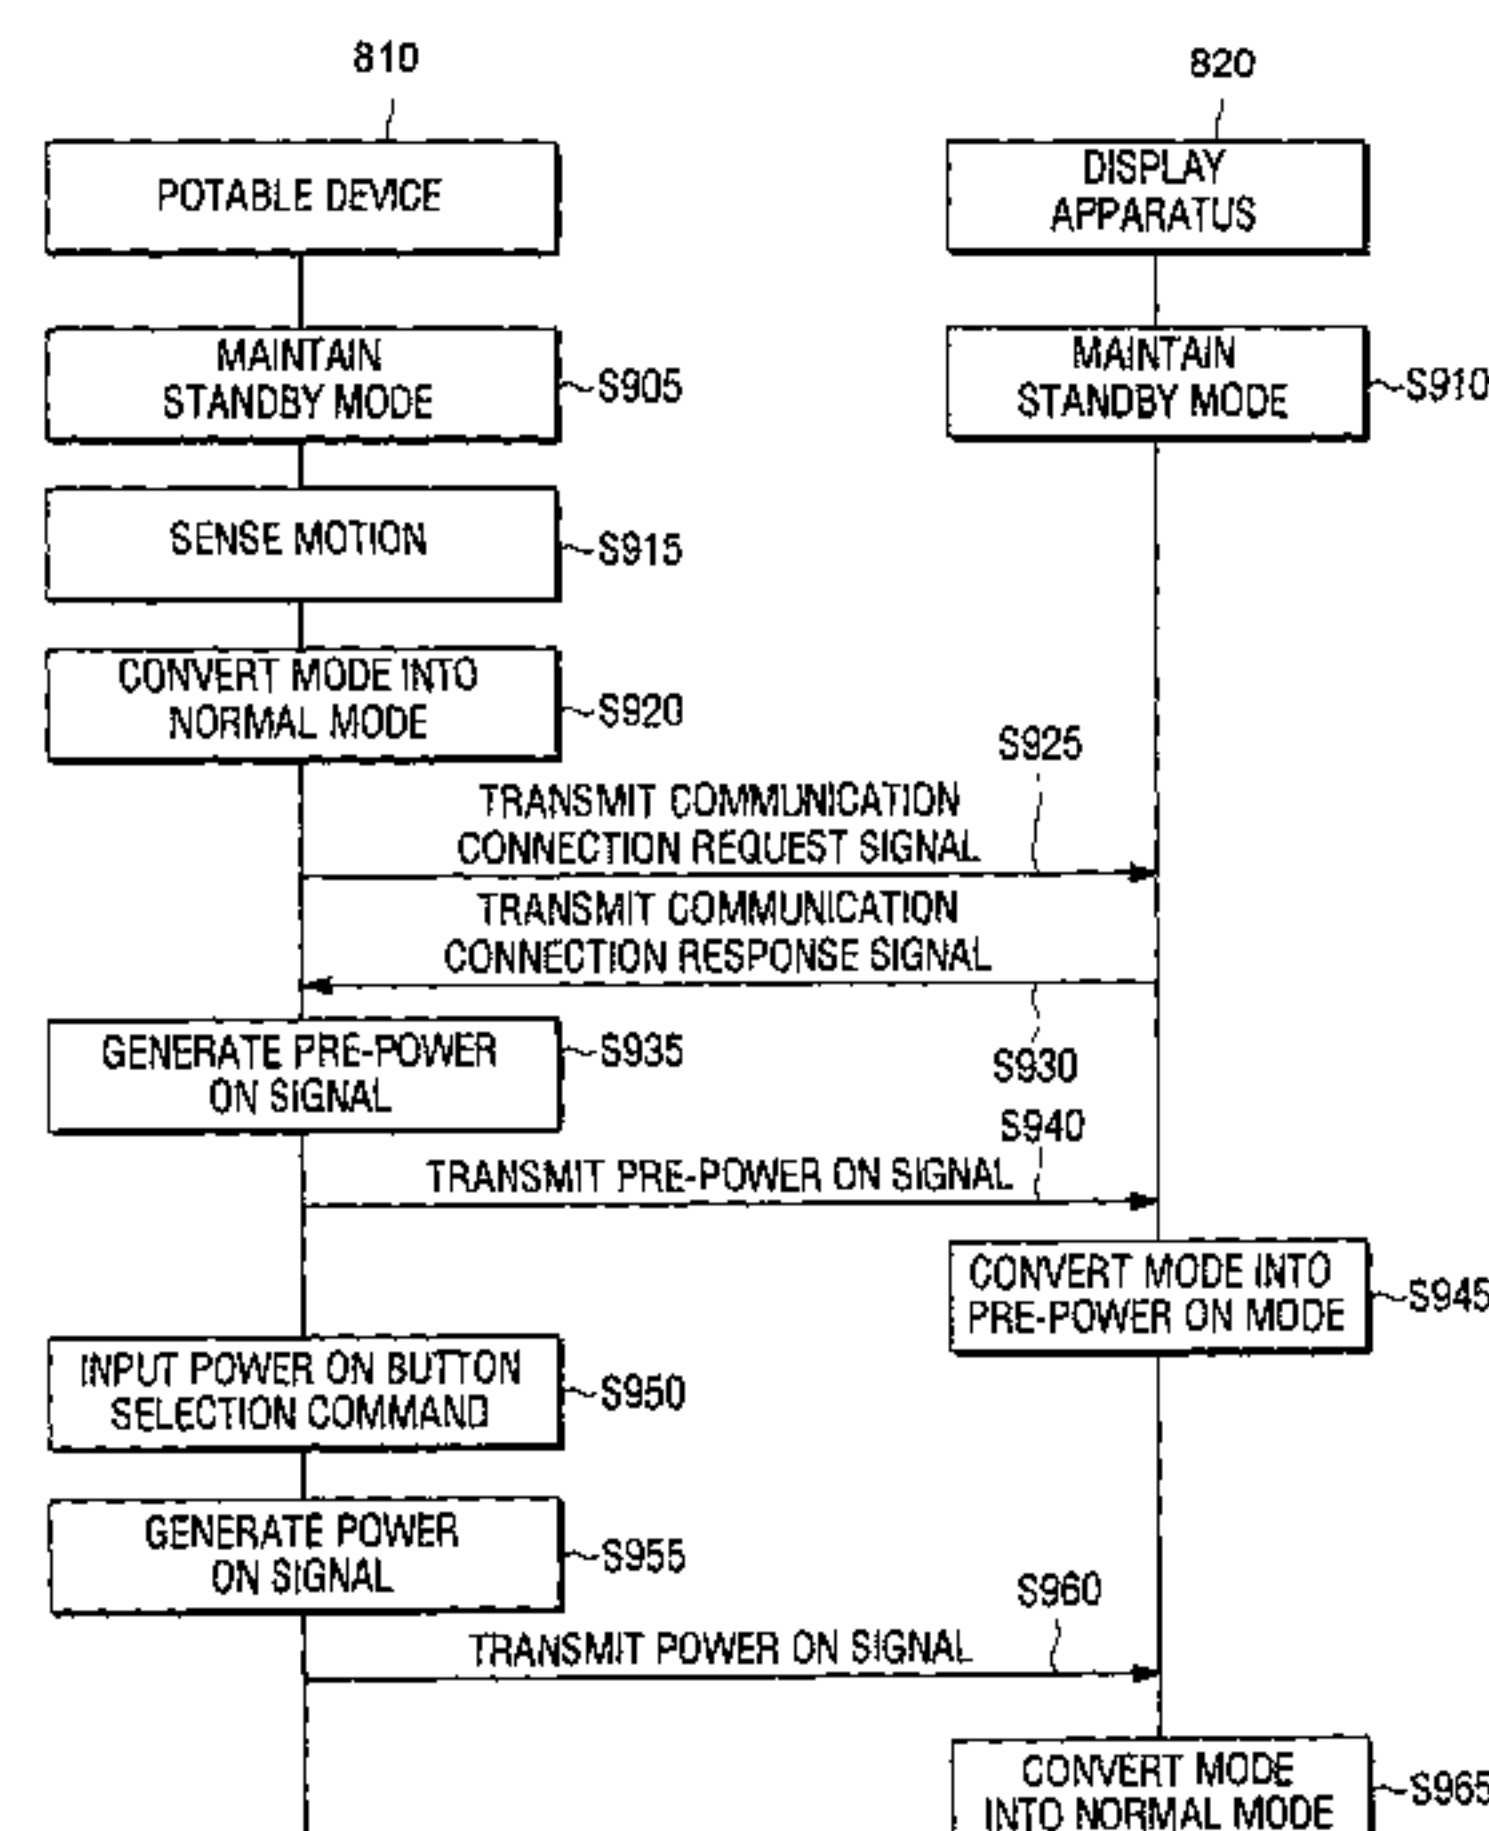 810
820
POTABLE DEVICE
DISPLAY
APPARATUS
MAINTAIN
STANDBY MODE
S905
MAINTAIN
STANDBY MODE
S910
SENSE MOTION
S915
CONVERT MODE INTO
NORMAL MODE
S920
S925
TRANSMIT COMMUNICATION
CONNECTION REQUEST SIGNAL
TRANSMIT COMMUNICATION
CONNECTION RESPONSE SIGNAL
S930
GENERATE PRE-POWER
ON SIGNAL
S935
S940
TRANSMIT PRE-POWER ON SIGNAL
CONVERT MODE INTO
PRE-POWER ON MODE
S945
INPUT POWER ON BUTTON
SELECTION COMMAND
S950
GENERATE POWER
ON SIGNAL
S955
S960
TRANSMIT POWER ON SIGNAL
CONVERT MODE
INTO NORMAL MODE
S965